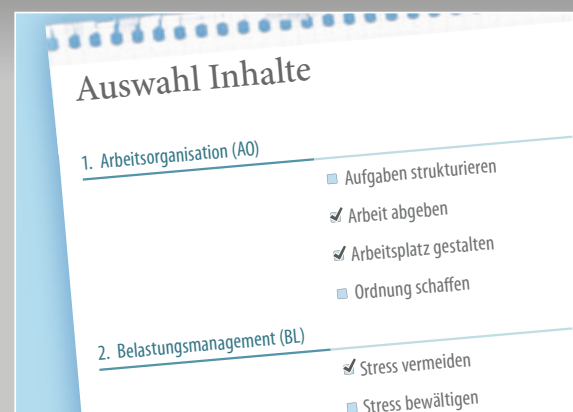 Auswahl Inhalte
1. Arbeitsorganisation (AO)
Aufgaben strukturieren
Arbeit abgeben
Arbeitsplatz gestalten
Ordnung schaffen
2. Belastungsmanagement (BL)
Stress vermeiden
Stress bewältigen